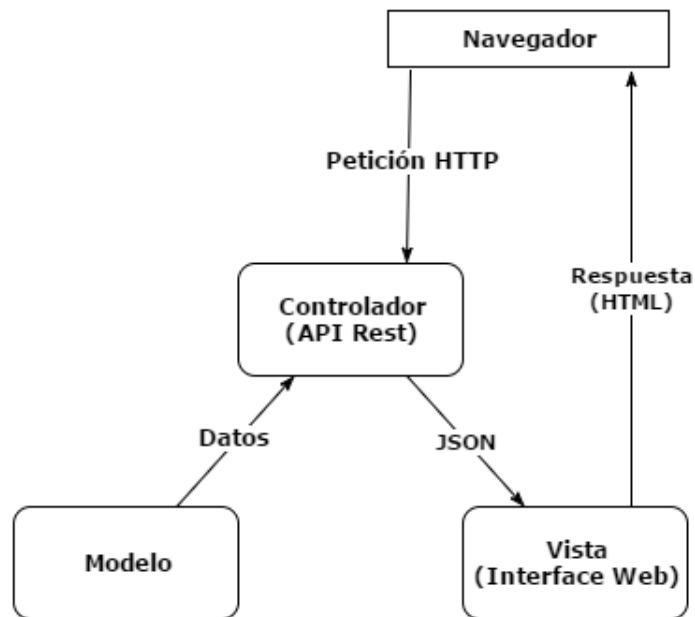 Navegador
Petición HTTP
Respuesta
(HTML)
Controlador
(API Rest)
Datos
JSON
Modelo
Vista
(Interface Web)